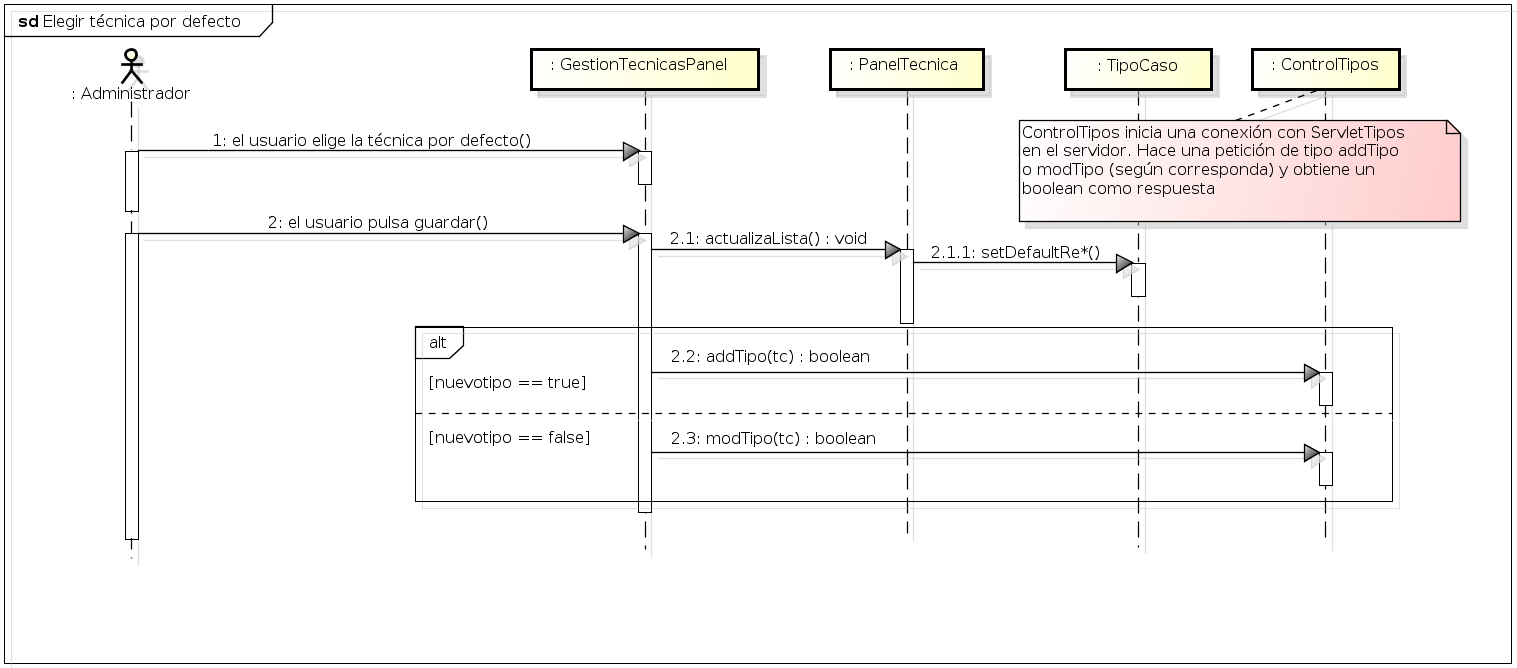 sd Elegir técnica por defecto
: Administrador
: GestionTecnicasPanel
: PanelTecnica
: TipoCaso
: ControlTipos
ControlTipos inicia una conexión con ServletTipos
en el servidor. Hace una petición de tipo addTipo
o modTipo (según corresponda) y obtiene un
boolean como respuesta
1: el usuario elige la técnica por defecto()
2: el usuario pulsa guardar()
2.1: actualizaLista() : void
2.1.1: setDefaultRe*()
alt
2.2: addTipo(tc) : boolean
[nuevotipo == true]
[nuevotipo == false]
2.3: modTipo(tc) : boolean